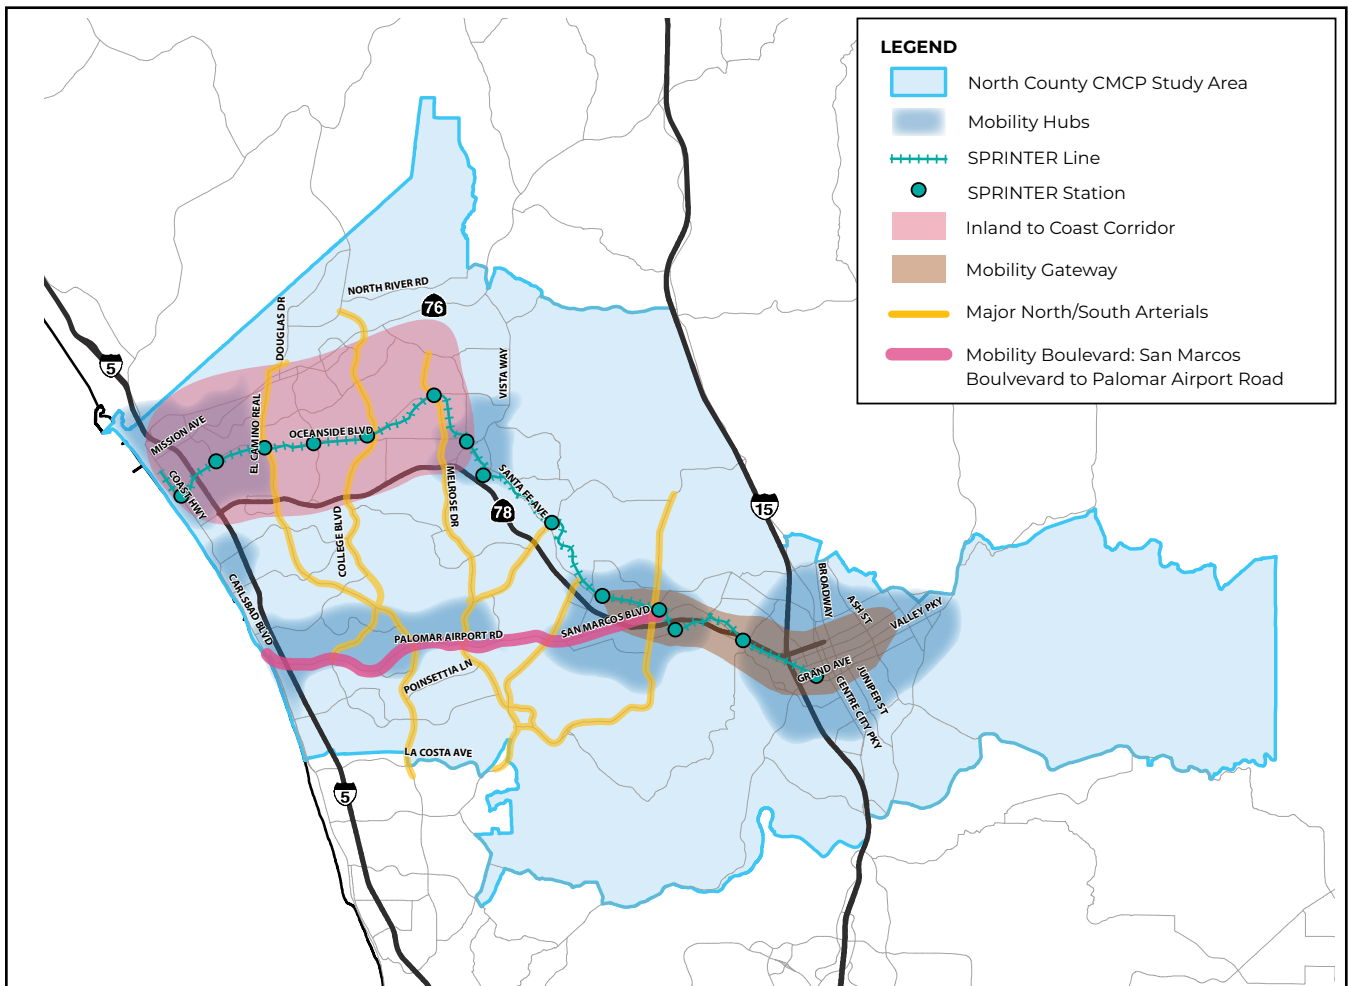 LEGEND
North County CMCP Study Area
Mobility Hubs
SPRINTER Line
SPRINTER Station
Inland to Coast Corridor
Mobility Gateway
Major North/South Arterials
Mobility Boulevard: San Marcos
Boulvevard to Palomar Airport Road
NORTH RIVER RD
76
DOUGLAS DR
5
VISTA WAY
MISSION AVE
EL CAMINO REAL
OCEANSIDE BLVD
COAST HWY
MELROSE DR
SANTA FE AVE
78
15
COLLEGE BLVD
CARLSBAD BLVD
BROADWAY
ASH ST
VALLEY PKY
PALOMAR AIRPORT RD
SAN MARCOS BLVD
POINSETTIA LN
GRAND AVE
JUNIPER ST
CENTRE CITY PKY
LA COSTA AVE
5